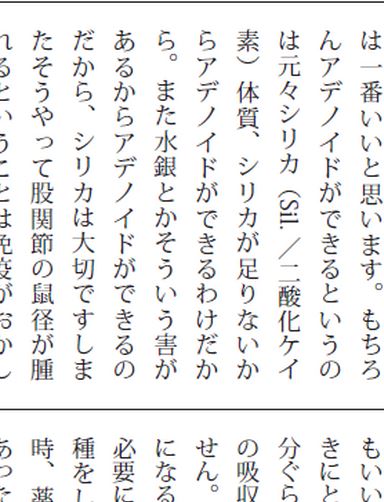 は一番いいと思います。もちろ
んアデノイドができるというの
は元々シリカ（Sil.／二酸化ケイ
素）体質、シリカが足りないか
らアデノイドができるわけだか
ら。また水銀とかそういう害が
あるからアデノイドができるの
だから、シリカは大切ですしま
たそうやって股関節の鼠径が腫
れるということは免疫がおかし
もいい
きにと
分ぐら
の吸収
せん。
になる
必要に
種をし
時、薬
あった